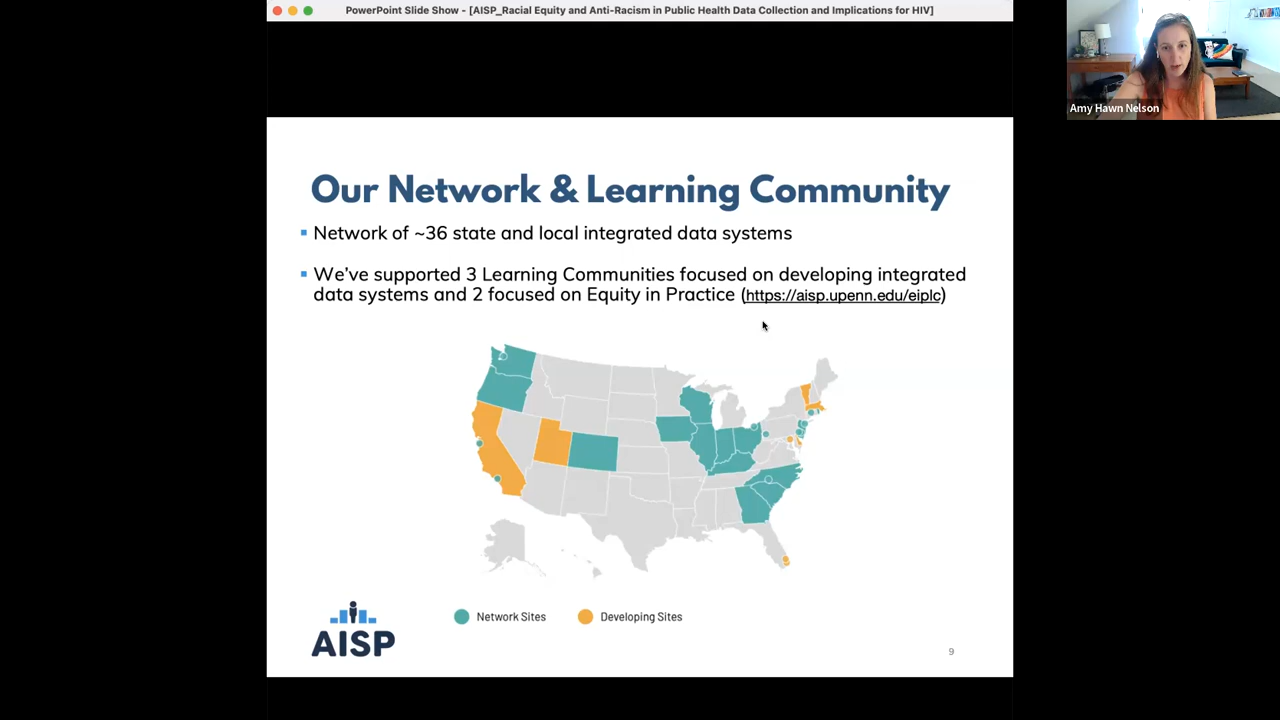 PowerPoint Slide Show - [AISP_Racial Equity and Anti-Racism in Public Health Data Collection and Implications for HIV]
Amy Hawn Nelson
Our Network & Learning Community
Network of ~36 state and local integrated data systems
We've supported 3 Learning Communities focused on developing integrated
data systems and 2 focused on Equity in Practice (https://aisp.upenn.edu/eiplc)
Network Sites
Developing Sites
AISP
9